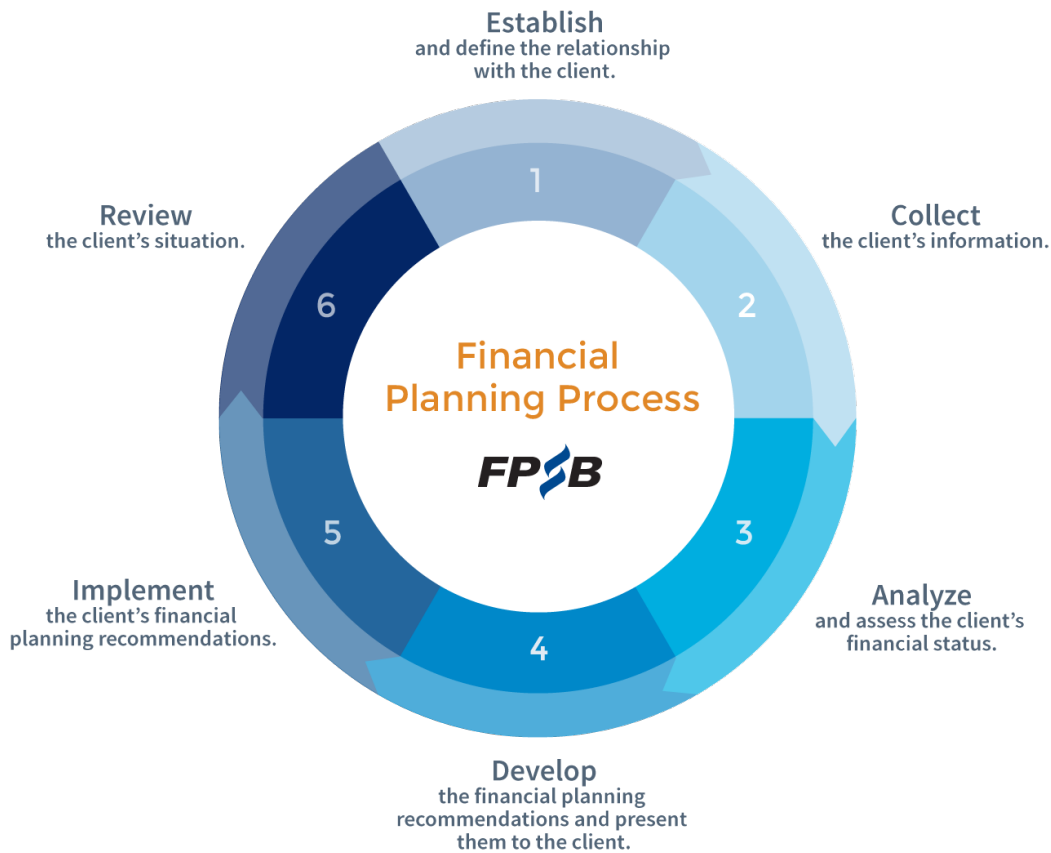 Establish
and define the relationship
with the client.
1
Collect
the client's information.
2
Analyze
and assess the client's
financial status.
3
Develop
the financial planning
recommendations and present
them to the client.
4
Implement
the client's financial
planning recommendations.
5
Review
the client's situation.
6
Financial
Planning Process
FPSB